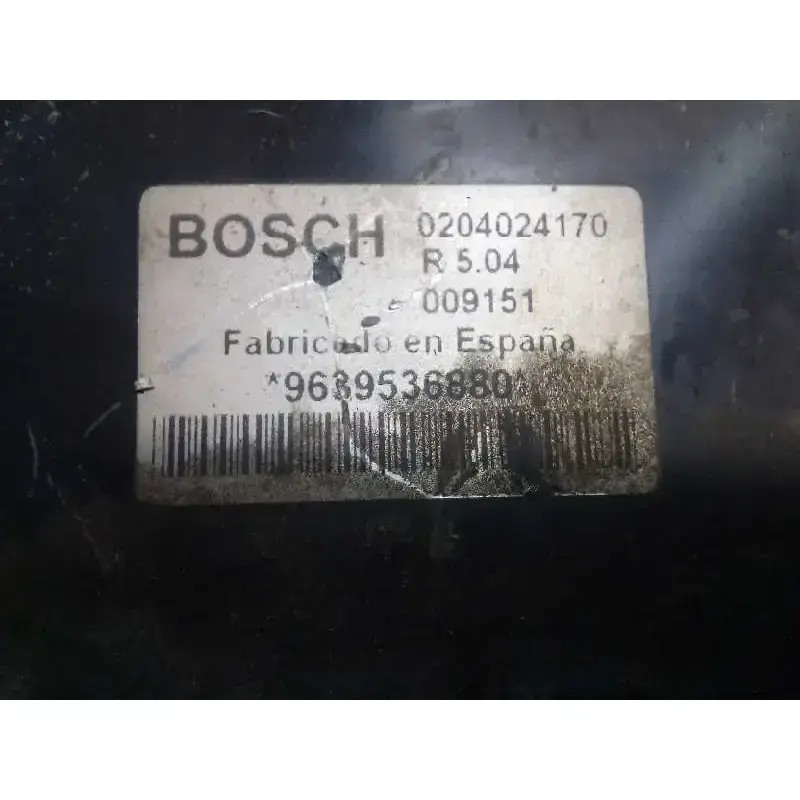 BOSCH 0204024170
R 5.04
009151
Fabricado en España
*9639536880*